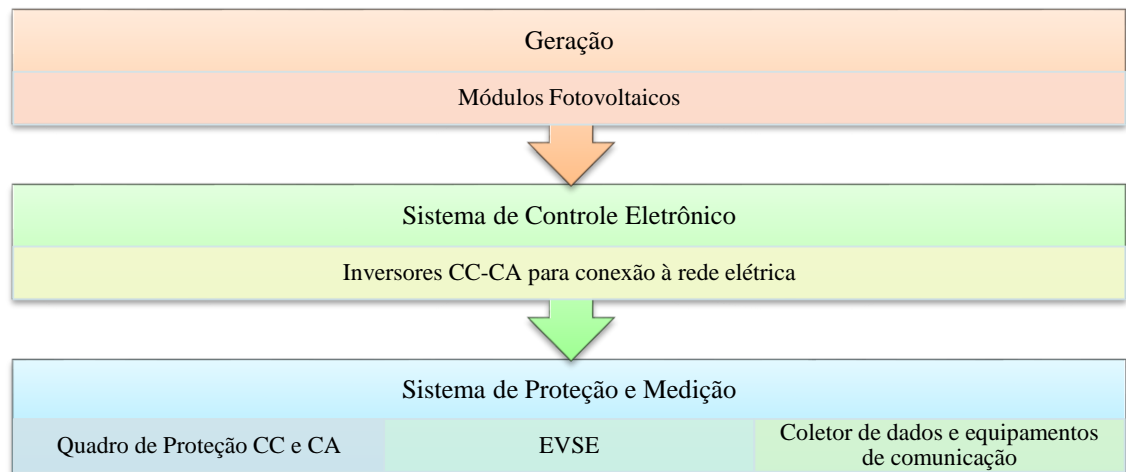 Geração
Módulos Fotovoltaicos
Sistema de Controle Eletrônico
Inversores CC-CA para conexão à rede elétrica
Sistema de Proteção e Medição
Quadro de Proteção CC e CA
EVSE
Coletor de dados e equipamentos
de comunicação